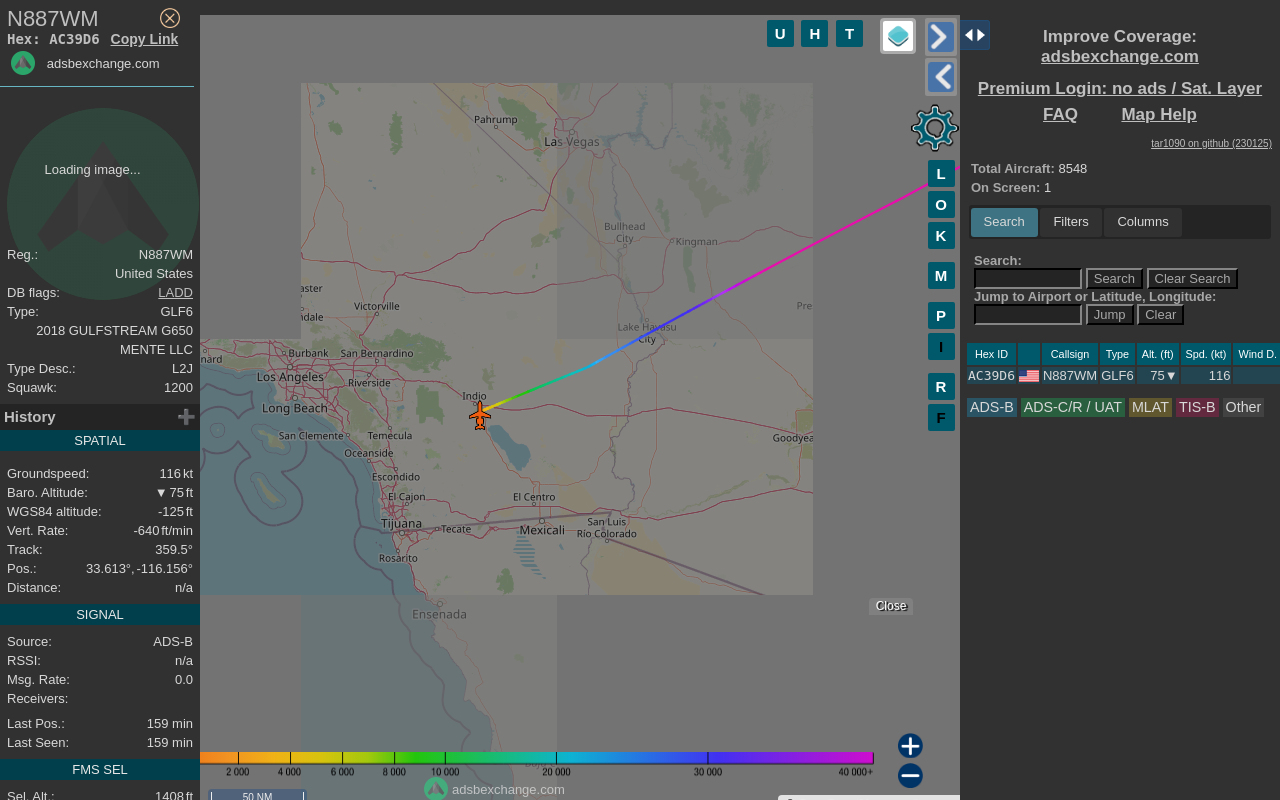 N887WM
Hex: AC39D6 Copy Link
adsbexchange.com
Loading image...
Reg.: N887WM
United States
DB flags: LADD
Type: GLF6
2018 GULFSTREAM G650
MENTE LLC
Type Desc.: L2J
Squawk: 1200
History
SPATIAL
Groundspeed: 116 kt
Baro. Altitude: ▼ 75 ft
WGS84 altitude: -125 ft
Vert. Rate: -640 ft/min
Track: 359.5°
Pos.: 33.613°, -116.156°
Distance: n/a
SIGNAL
Source: ADS-B
RSSI: n/a
Msg. Rate: 0.0
Receivers:
Last Pos.: 159 min
Last Seen: 159 min
FMS SEL
Sel. Alt.: 1408 ft
U H T
L
O
K
M
P
I
R
F
Pahrump
Las Vegas
Bullhead
City
Kingman
aster
dale
Victorville
Pre
Lake Havasu
City
nard
Burbank
San Bernardino
Los Angeles
Riverside
Indio
Long Beach
San Clemente
Temecula
Goodyea
Oceanside
Escondido
El Cajon
El Centro
Tijuana
Tecate
Mexicali
San Luis
Río Colorado
Rosarito
Ensenada
Close
2 000 4 000 6 000 8 000 10 000 20 000 30 000 40 000+
50 NM
adsbexchange.com
Improve Coverage:
adsbexchange.com
Premium Login: no ads / Sat. Layer
FAQ Map Help
tar1090 on github (230125)
Total Aircraft: 8548
On Screen: 1
Search Filters Columns
Search:
Search Clear Search
Jump to Airport or Latitude, Longitude:
Jump Clear
Hex ID Callsign Type Alt. (ft) Spd. (kt) Wind D.
AC39D6 N887WM GLF6 75▼ 116
ADS-B ADS-C/R / UAT MLAT TIS-B Other